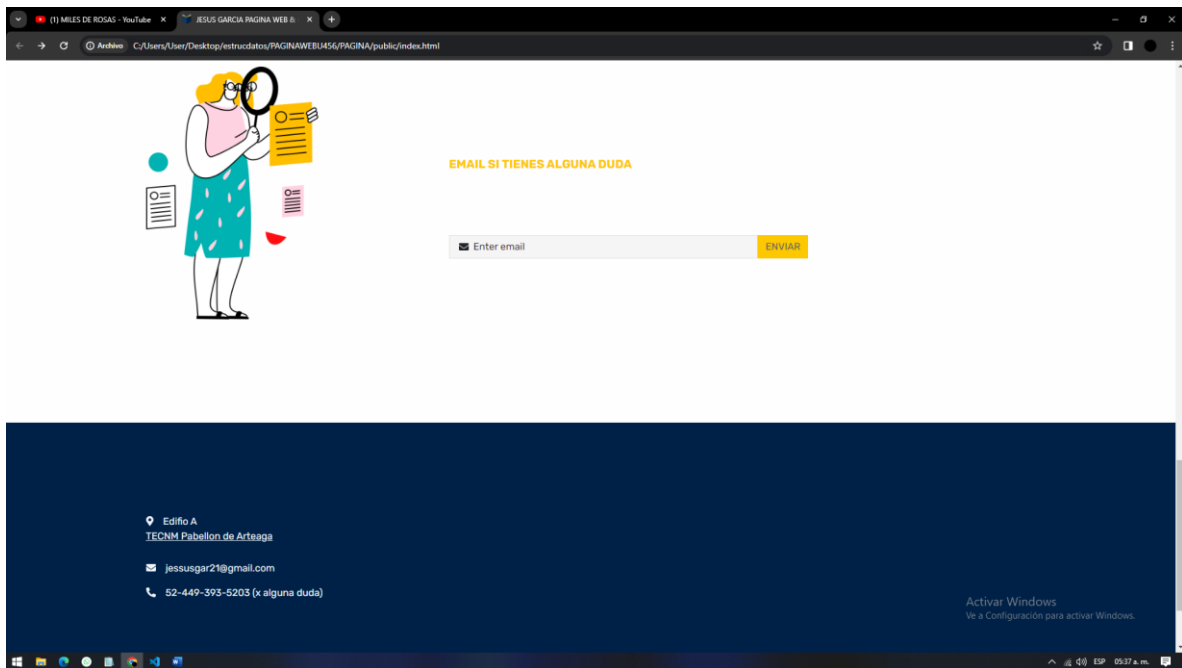 (1) MILES DE ROSAS - YouTube
JESUS GARCIA PAGINA WEB &
Archivo C:/Users/User/Desktop/estrucdatos/PAGINAWEBU456/PAGINA/public/index.html
EMAIL SI TIENES ALGUNA DUDA
Enter email
ENVIAR
Edifio A
TECNM Pabellon de Arteaga
jessusgar21@gmail.com
52-449-393-5203 (x alguna duda)
Activar Windows
Ve a Configuración para activar Windows.
ESP 05:37 a. m.